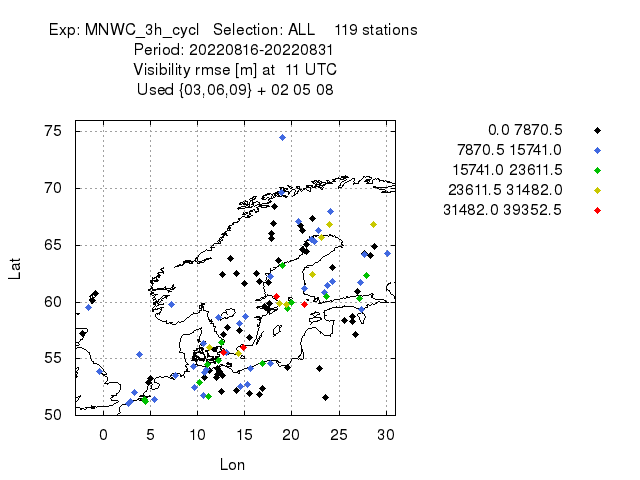 Exp: MNWC_3h_cycl   Selection: ALL    119 stations
Period: 20220816-20220831
Visibility rmse [m] at  11 UTC
Used {03,06,09} + 02 05 08
0.0 7870.5
7870.5 15741.0
15741.0 23611.5
23611.5 31482.0
31482.0 39352.5
75
70
65
60
55
50
Lat
0 5 10 15 20 25 30
Lon